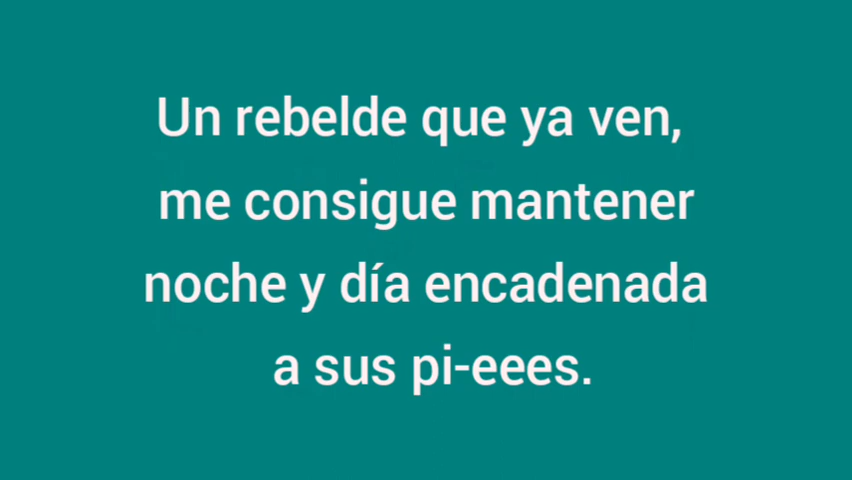 Un rebelde que ya ven,
me consigue mantener
noche y día encadenada
a sus pi-eees.